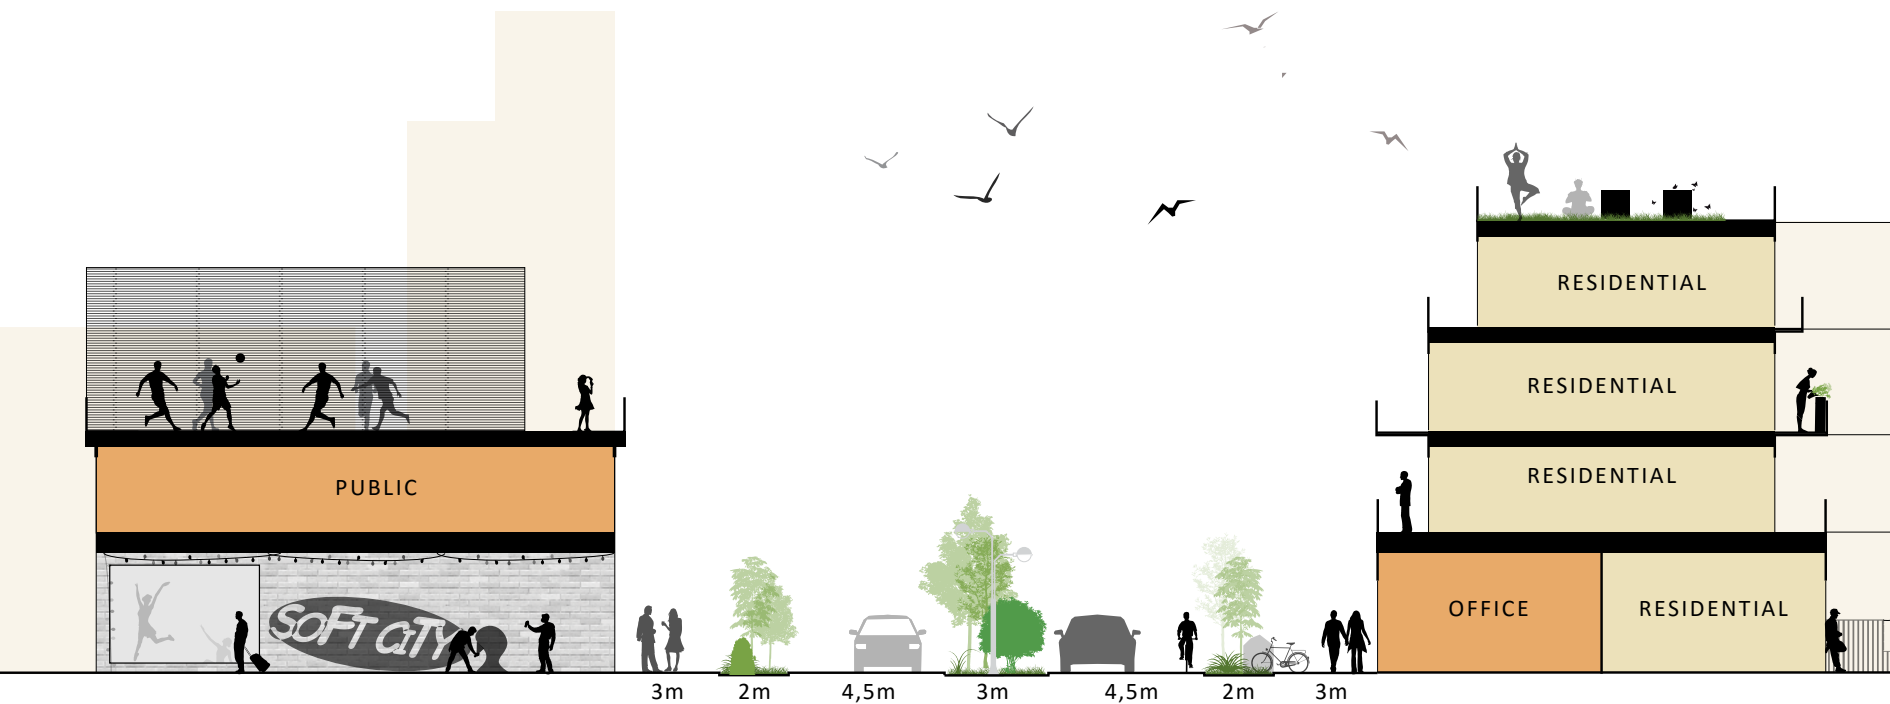 RESIDENTIAL
RESIDENTIAL
RESIDENTIAL
PUBLIC
SOFT CITY
OFFICE
RESIDENTIAL
3m
2m
4,5m
3m
4,5m
2m
3m